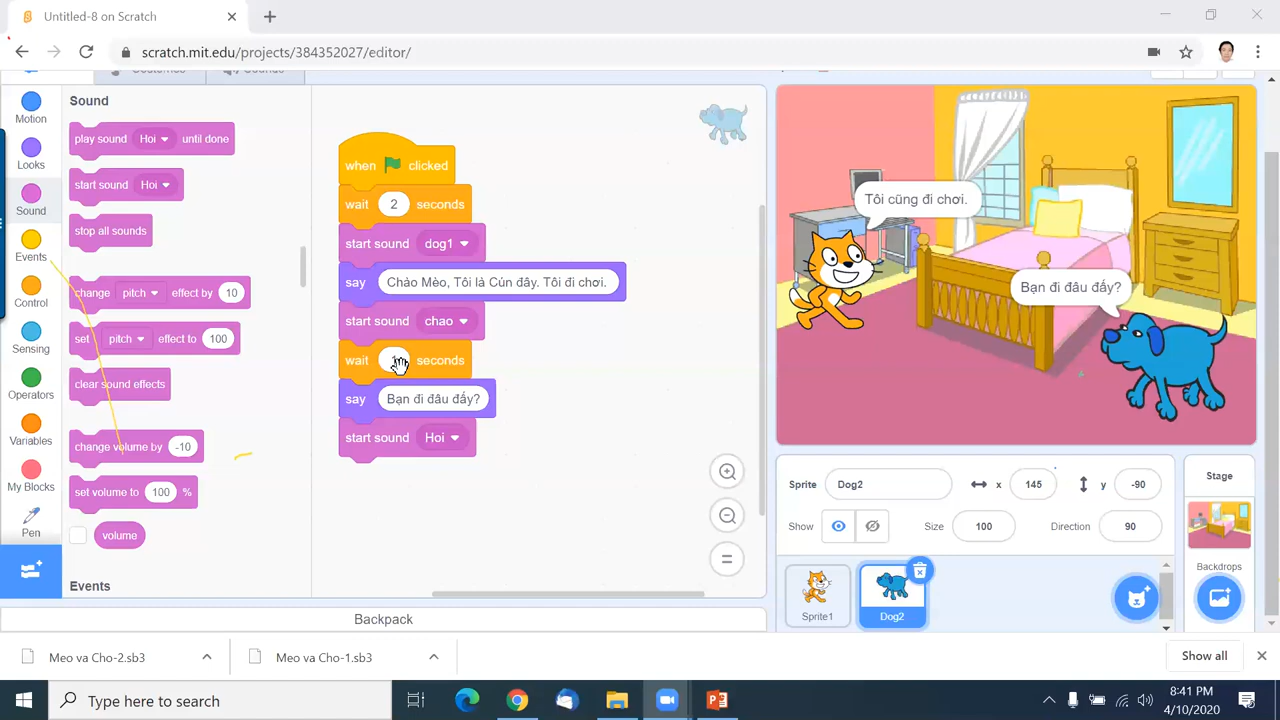 Untitled-8 on Scratch
scratch.mit.edu/projects/384352027/editor/
Motion
Looks
Sound
Events
Control
Sensing
Operators
Variables
My Blocks
Pen
Sound
play sound Hoi until done
start sound Hoi
stop all sounds
change pitch effect by 10
set pitch effect to 100
clear sound effects
change volume by -10
set volume to 100 %
volume
Events
when clicked
wait 2 seconds
start sound dog1
say Chào Mèo, Tôi là Cún đây. Tôi đi chơi.
start sound chao
wait seconds
say Bạn đi đâu đấy?
start sound Hoi
Backpack
Tôi cũng đi chơi.
Bạn đi đâu đấy?
Sprite Dog2 x 145 y -90
Show Size 100 Direction 90
Sprite1
Dog2
Stage
Backdrops
Meo va Cho-2.sb3
Meo va Cho-1.sb3
Show all
Type here to search
8:41 PM
4/10/2020